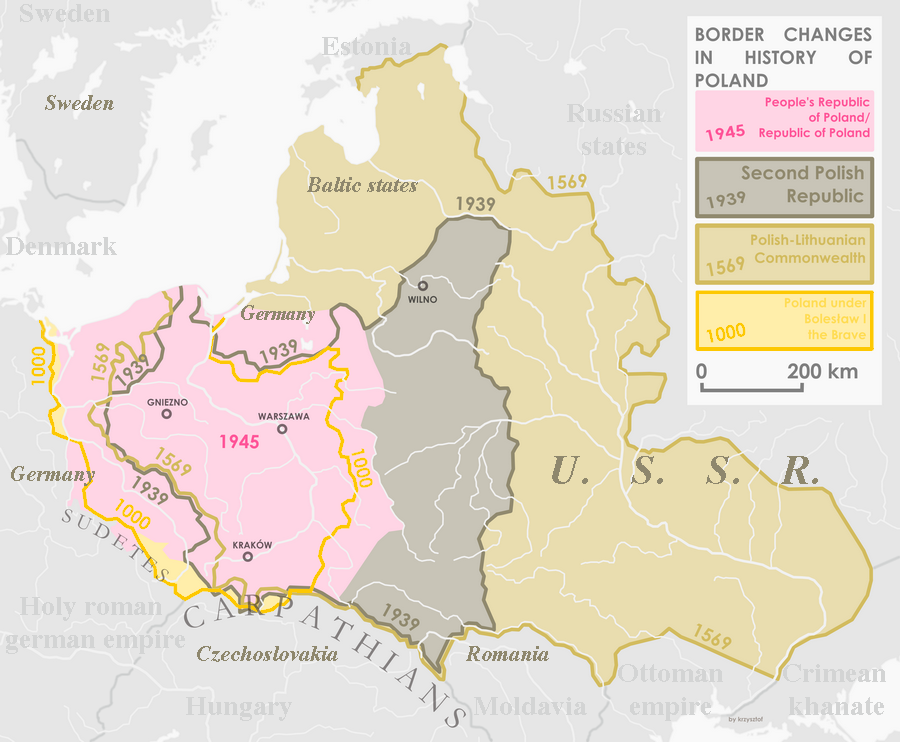 Sweden
Estonia
Sweden
Russian
states
Baltic states
Denmark
1569
1939
WILNO
Germany
1000
1569
1939
1939
GNIEZNO
WARSZAWA
1945
1569
1939
1000
1000
Germany
SUDETES
KRAKÓW
U. S. S. R.
CARPATHIANS
Holy roman
german empire
1939
1569
Czechoslovakia
Romania
Hungary
Moldavia
Ottoman
empire
Crimean
khanate
by krzysztof
BORDER CHANGES
IN HISTORY OF
POLAND
People's Republic
of Poland/
1945 Republic of Poland
Second Polish
1939 Republic
Polish-Lithuanian
1569 Commonwealth
Poland under
Bolesław I
1000 the Brave
0 200 km